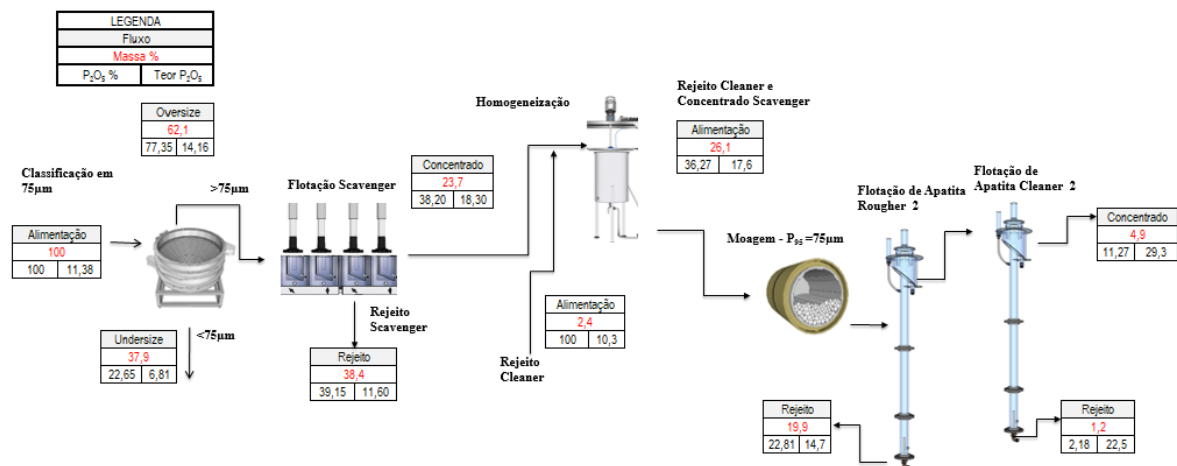 LEGENDA
Fluxo
Massa %
P₂O₅ % Teor P₂O₅
Oversize
62,1
77,35 14,16
Classificação em
75µm
>75µm
Alimentação
100
100 11,38
Undersize
37,9
22,65 6,81
<75µm
Flotação Scavenger
Rejeito
Scavenger
Rejeito
38,4
39,15 11,60
Concentrado
23,7
38,20 18,30
Homogeneização
Alimentação
2,4
100 10,3
Rejeito
Cleaner
Rejeito Cleaner e
Concentrado Scavenger
Alimentação
26,1
36,27 17,6
Moagem - P₉₅ =75µm
Flotação de Apatita
Rougher 2
Rejeito
19,9
22,81 14,7
Flotação de
Apatita Cleaner 2
Concentrado
4,9
11,27 29,3
Rejeito
1,2
2,18 22,5